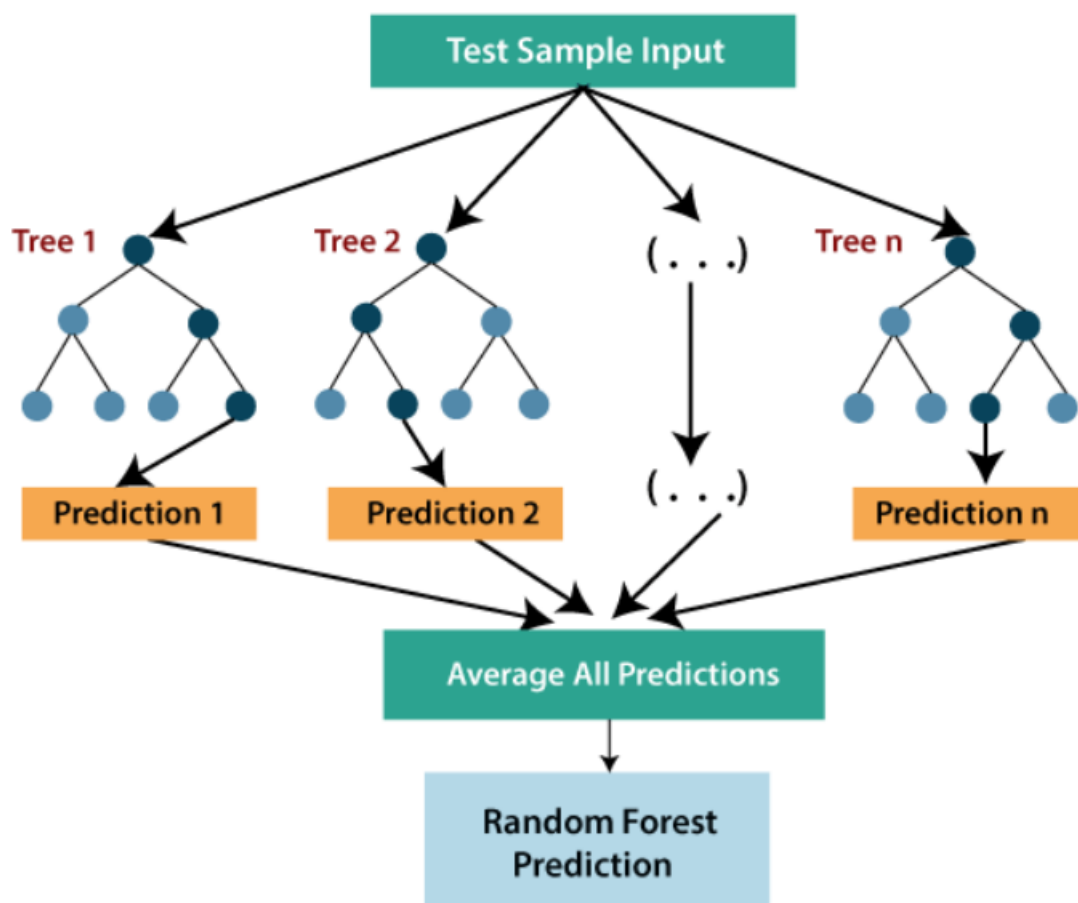 Test Sample Input
Tree 1
Tree 2
(. . .)
Tree n
(. . .)
Prediction 1
Prediction 2
Prediction n
Average All Predictions
Random Forest
Prediction